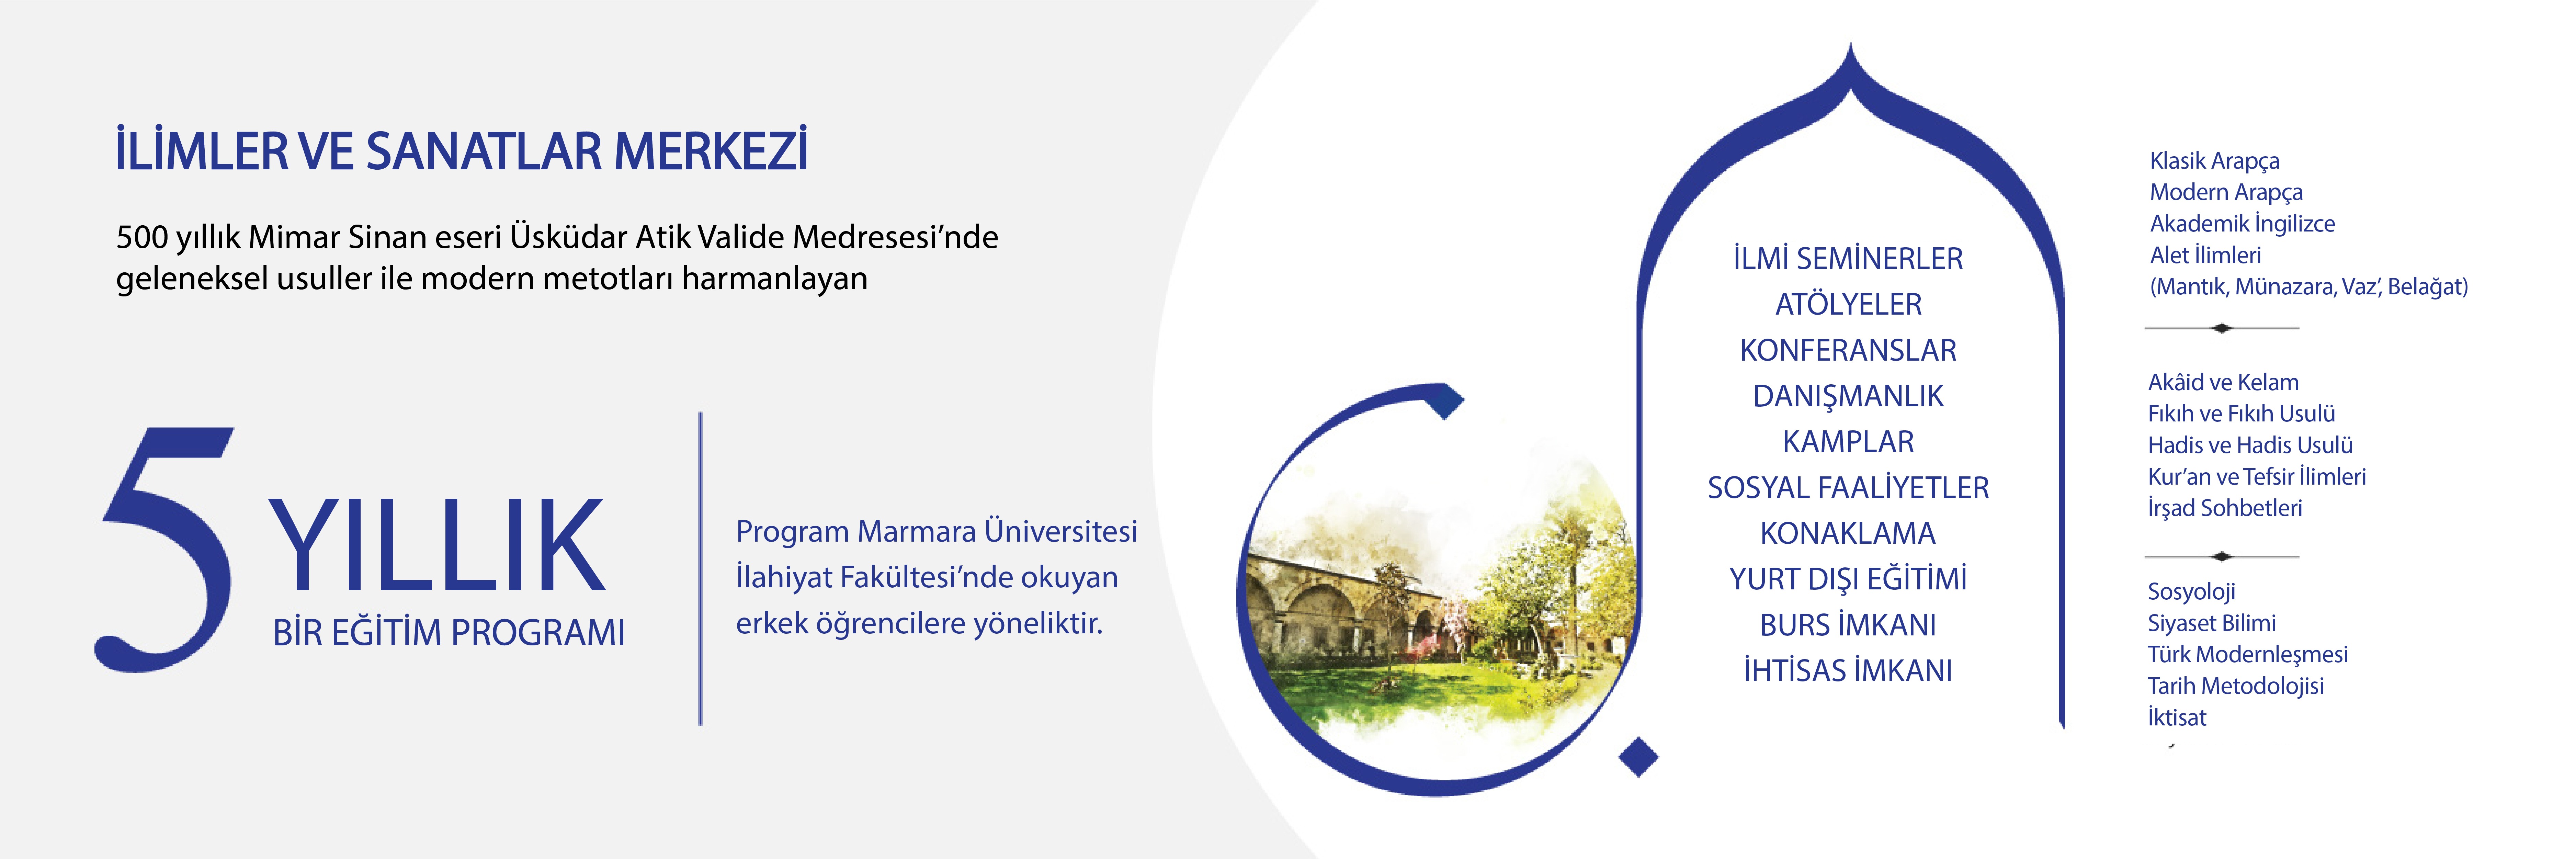 İLİMLER VE SANATLAR MERKEZİ
500 yıllık Mimar Sinan eseri Üsküdar Atik Valide Medresesi’nde
geleneksel usuller ile modern metotları harmanlayan
5 YILLIK
BİR EĞİTİM PROGRAMI
Program Marmara Üniversitesi
İlahiyat Fakültesi’nde okuyan
erkek öğrencilere yöneliktir.
İLMİ SEMİNERLER
ATÖLYELER
KONFERANSLAR
DANIŞMANLIK
KAMPLAR
SOSYAL FAALİYETLER
KONAKLAMA
YURT DIŞI EĞİTİMİ
BURS İMKANI
İHTİSAS İMKANI
Klasik Arapça
Modern Arapça
Akademik İngilizce
Alet İlimleri
(Mantık, Münazara, Vaz’, Belağat)
Akâid ve Kelam
Fıkıh ve Fıkıh Usulü
Hadis ve Hadis Usulü
Kur’an ve Tefsir İlimleri
İrşad Sohbetleri
Sosyoloji
Siyaset Bilimi
Türk Modernleşmesi
Tarih Metodolojisi
İktisat